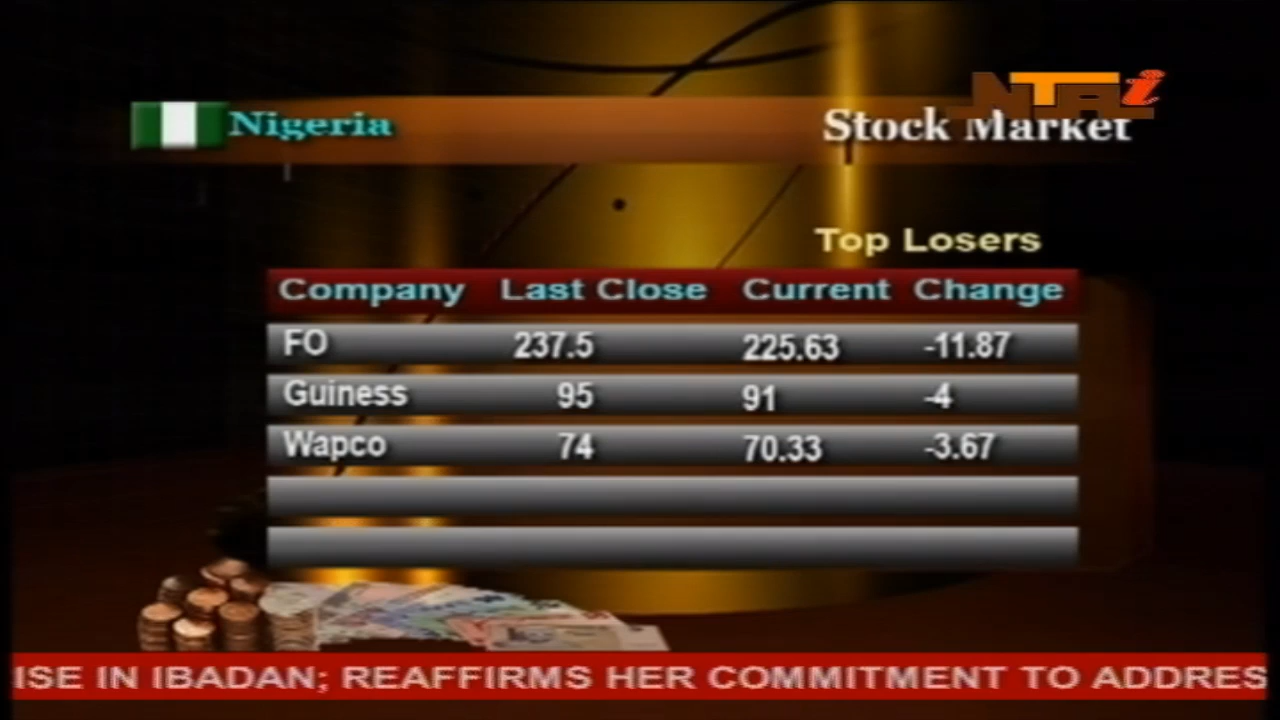 NTAi
Nigeria
Stock Market
Top Losers
Company Last Close Current Change
FO 237.5 225.63 -11.87
Guiness 95 91 -4
Wapco 74 70.33 -3.67
ISE IN IBADAN; REAFFIRMS HER COMMITMENT TO ADDRES